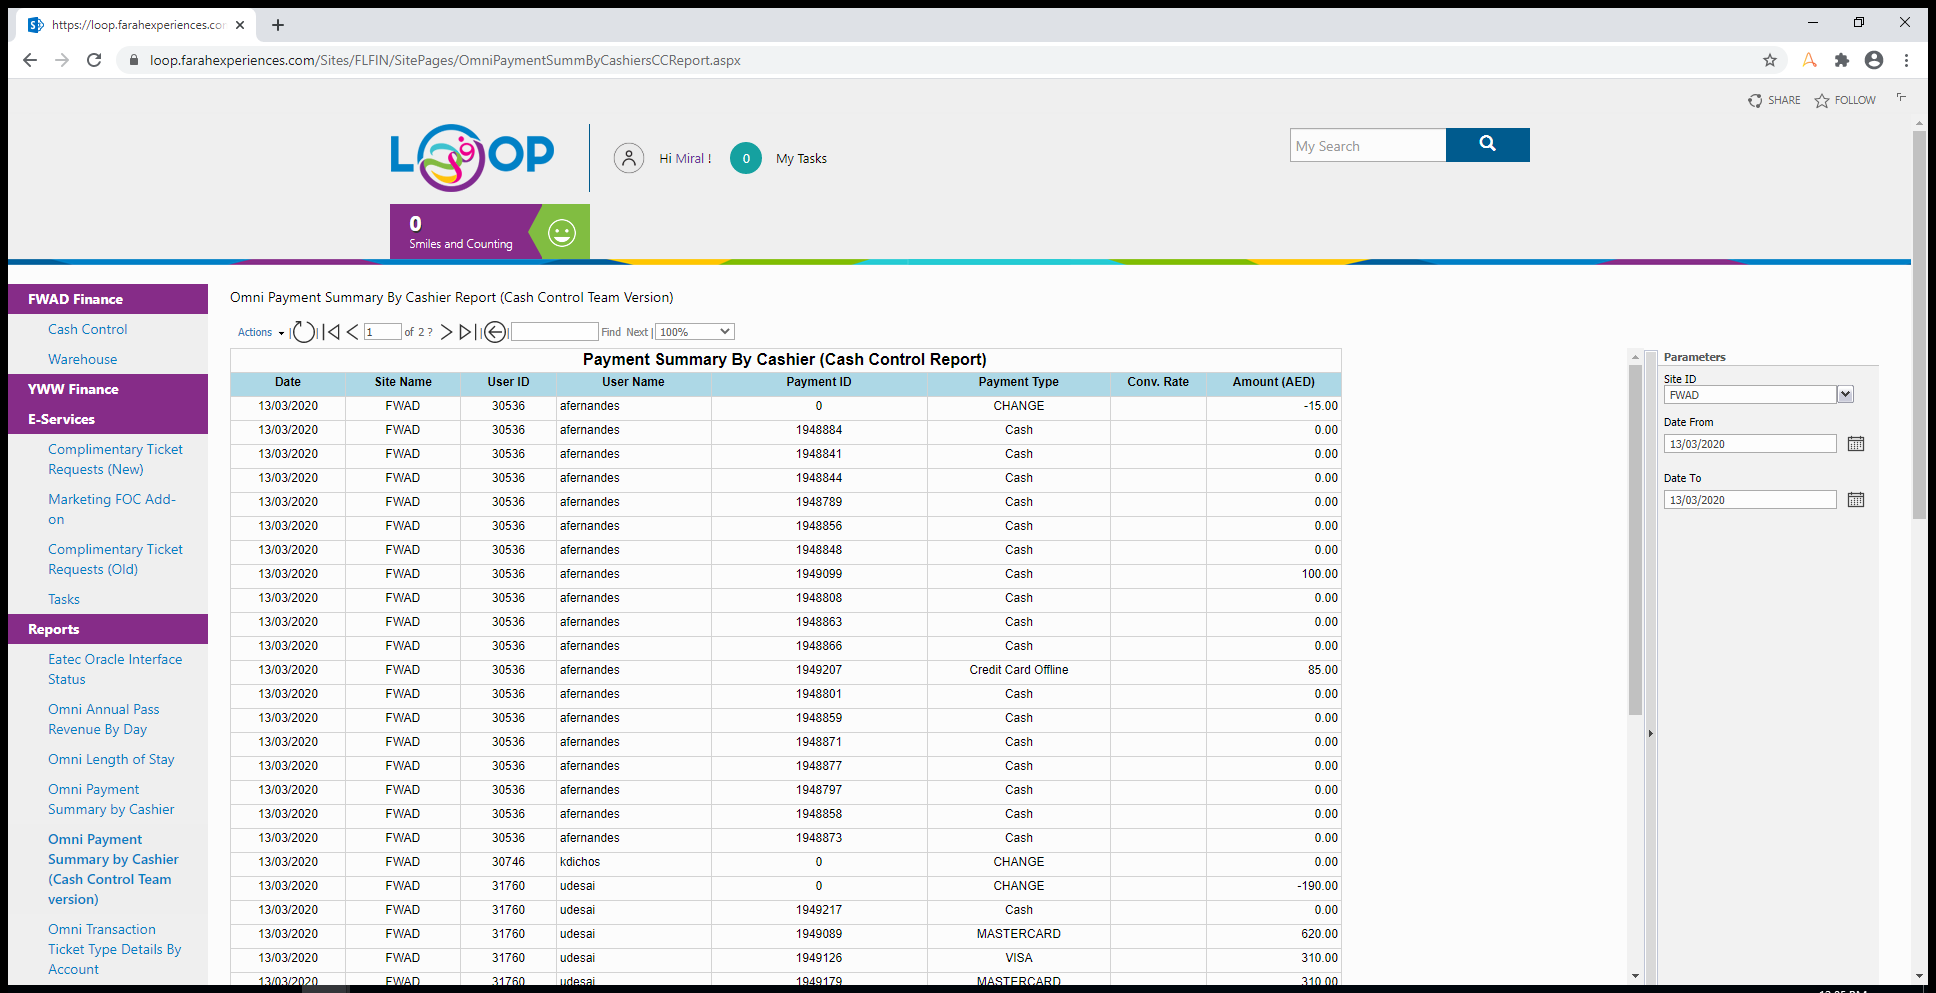 https://loop.farahexperiences.cor
loop.farahexperiences.com/Sites/FLFIN/SitePages/OmniPaymentSummByCashiersCCReport.aspx
SHARE FOLLOW
LOOP
Hi Miral ! 0 My Tasks
My Search
0
Smiles and Counting
FWAD Finance
Cash Control
Warehouse
YWW Finance
E-Services
Complimentary Ticket
Requests (New)
Marketing FOC Add-
on
Complimentary Ticket
Requests (Old)
Tasks
Reports
Eatec Oracle Interface
Status
Omni Annual Pass
Revenue By Day
Omni Length of Stay
Omni Payment
Summary by Cashier
Omni Payment
Summary by Cashier
(Cash Control Team
version)
Omni Transaction
Ticket Type Details By
Account
Omni Payment Summary By Cashier Report (Cash Control Team Version)
Actions 1 of 2 ? Find Next 100%
Payment Summary By Cashier (Cash Control Report)
Date Site Name User ID User Name Payment ID Payment Type Conv. Rate Amount (AED)
13/03/2020 FWAD 30536 afernandes 0 CHANGE -15.00
13/03/2020 FWAD 30536 afernandes 1948884 Cash 0.00
13/03/2020 FWAD 30536 afernandes 1948841 Cash 0.00
13/03/2020 FWAD 30536 afernandes 1948844 Cash 0.00
13/03/2020 FWAD 30536 afernandes 1948789 Cash 0.00
13/03/2020 FWAD 30536 afernandes 1948856 Cash 0.00
13/03/2020 FWAD 30536 afernandes 1948848 Cash 0.00
13/03/2020 FWAD 30536 afernandes 1949099 Cash 100.00
13/03/2020 FWAD 30536 afernandes 1948808 Cash 0.00
13/03/2020 FWAD 30536 afernandes 1948863 Cash 0.00
13/03/2020 FWAD 30536 afernandes 1948866 Cash 0.00
13/03/2020 FWAD 30536 afernandes 1949207 Credit Card Offline 85.00
13/03/2020 FWAD 30536 afernandes 1948801 Cash 0.00
13/03/2020 FWAD 30536 afernandes 1948859 Cash 0.00
13/03/2020 FWAD 30536 afernandes 1948871 Cash 0.00
13/03/2020 FWAD 30536 afernandes 1948877 Cash 0.00
13/03/2020 FWAD 30536 afernandes 1948797 Cash 0.00
13/03/2020 FWAD 30536 afernandes 1948858 Cash 0.00
13/03/2020 FWAD 30536 afernandes 1948873 Cash 0.00
13/03/2020 FWAD 30746 kdichos 0 CHANGE 0.00
13/03/2020 FWAD 31760 udesai 0 CHANGE -190.00
13/03/2020 FWAD 31760 udesai 1949217 Cash 0.00
13/03/2020 FWAD 31760 udesai 1949089 MASTERCARD 620.00
13/03/2020 FWAD 31760 udesai 1949126 VISA 310.00
13/03/2020 FWAD 31760 udesai 1949179 MASTERCARD 310.00
Parameters
Site ID
FWAD
Date From
13/03/2020
Date To
13/03/2020